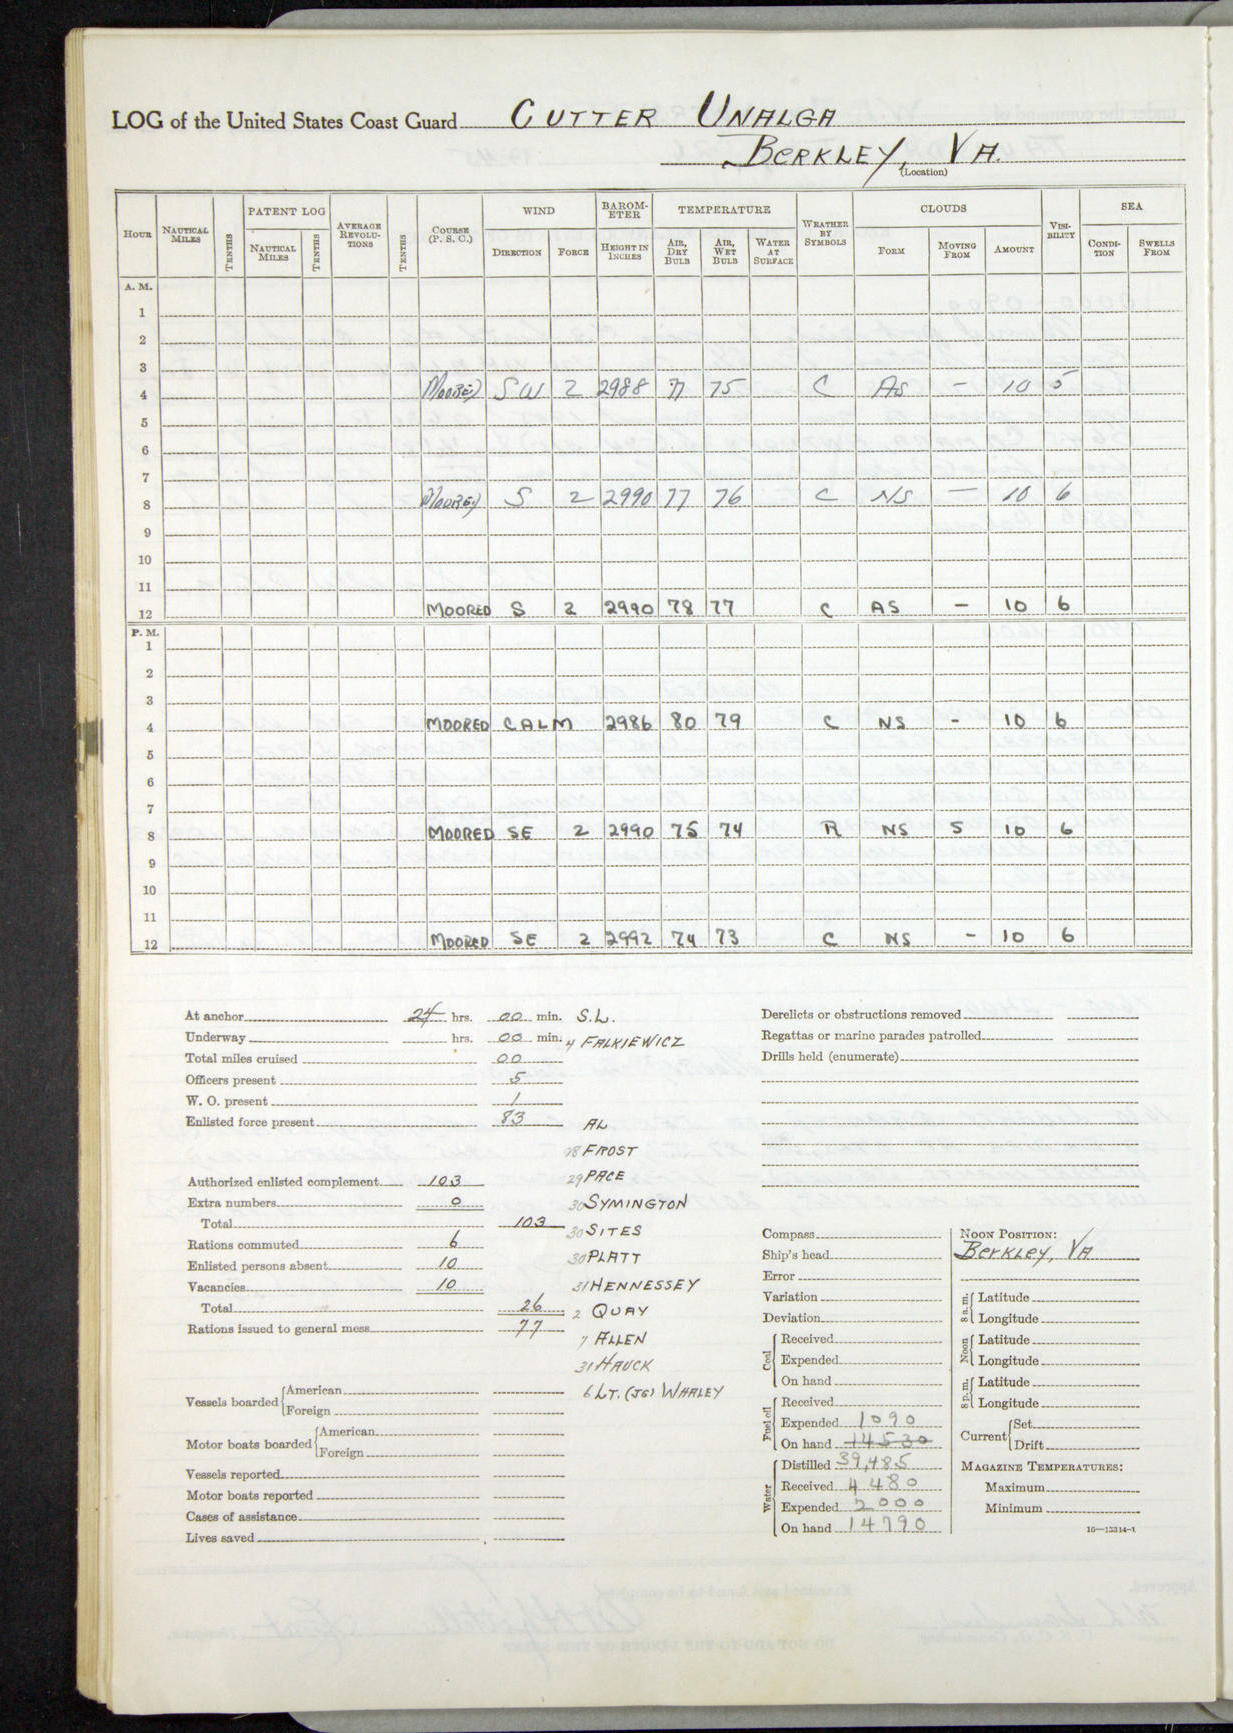 LOG of the United States Coast Guard CUTTER UNALGA
BERKLEY, VA.
(Location)
HOUR NAUTICAL MILES TENTHS PATENT LOG NAUTICAL MILES TENTHS AVERAGE REVOLUTIONS TENTHS COURSE (P. S. C.) WIND DIRECTION FORCE BAROMETER HEIGHT IN INCHES TEMPERATURE AIR, DRY BULB AIR, WET BULB WATER AT SURFACE WEATHER BY SYMBOLS CLOUDS FORM MOVING FROM AMOUNT VISIBILITY SEA CONDITION SWELLS FROM
A. M.
1
2
3
4 MOORED SW 2 2988 77 75 C AS - 10 5
5
6
7
8 MOORED S 2 2990 77 76 C NS - 10 6
9
10
11
12 MOORED S 2 2990 78 77 C AS - 10 6
P. M.
1
2
3
4 MOORED CALM 2986 80 79 C NS - 10 6
5
6
7
8 MOORED SE 2 2990 75 74 R NS S 10 6
9
10
11
12 MOORED SE 2 2992 74 73 C NS - 10 6
At anchor 24 hrs. 00 min.
Underway hrs. 00 min.
Total miles cruised 00
Officers present 5
W. O. present 1
Enlisted force present 83
Authorized enlisted complement 103
Extra numbers 0
Total 103
Rations commuted 6
Enlisted persons absent 10
Vacancies 10
Total 26
Rations issued to general mess 77
Vessels boarded American
Foreign
Motor boats boarded American
Foreign
Vessels reported
Motor boats reported
Cases of assistance
Lives saved
S.L.
4 FALKIEWICZ
AL
28 FROST
29 PACE
30 SYMINGTON
30 SITES
30 PLATT
31 HENNESSEY
2 QUAY
7 ALLEN
31 HAUCK
6 LT. (JG) WHALEY
Derelicts or obstructions removed
Regattas or marine parades patrolled
Drills held (enumerate)
Compass
Ship's head
Error
Variation
Deviation
Coal Received
Expended
On hand
Fuel oil Received
Expended 1090
On hand 14530
Water Distilled 39,485
Received 4480
Expended 2000
On hand 14790
NOON POSITION:
Berkley, VA
8 a. m. Latitude
Longitude
Noon Latitude
Longitude
8 p. m. Latitude
Longitude
Current Set
Drift
MAGAZINE TEMPERATURES:
Maximum
Minimum
16—13314-1